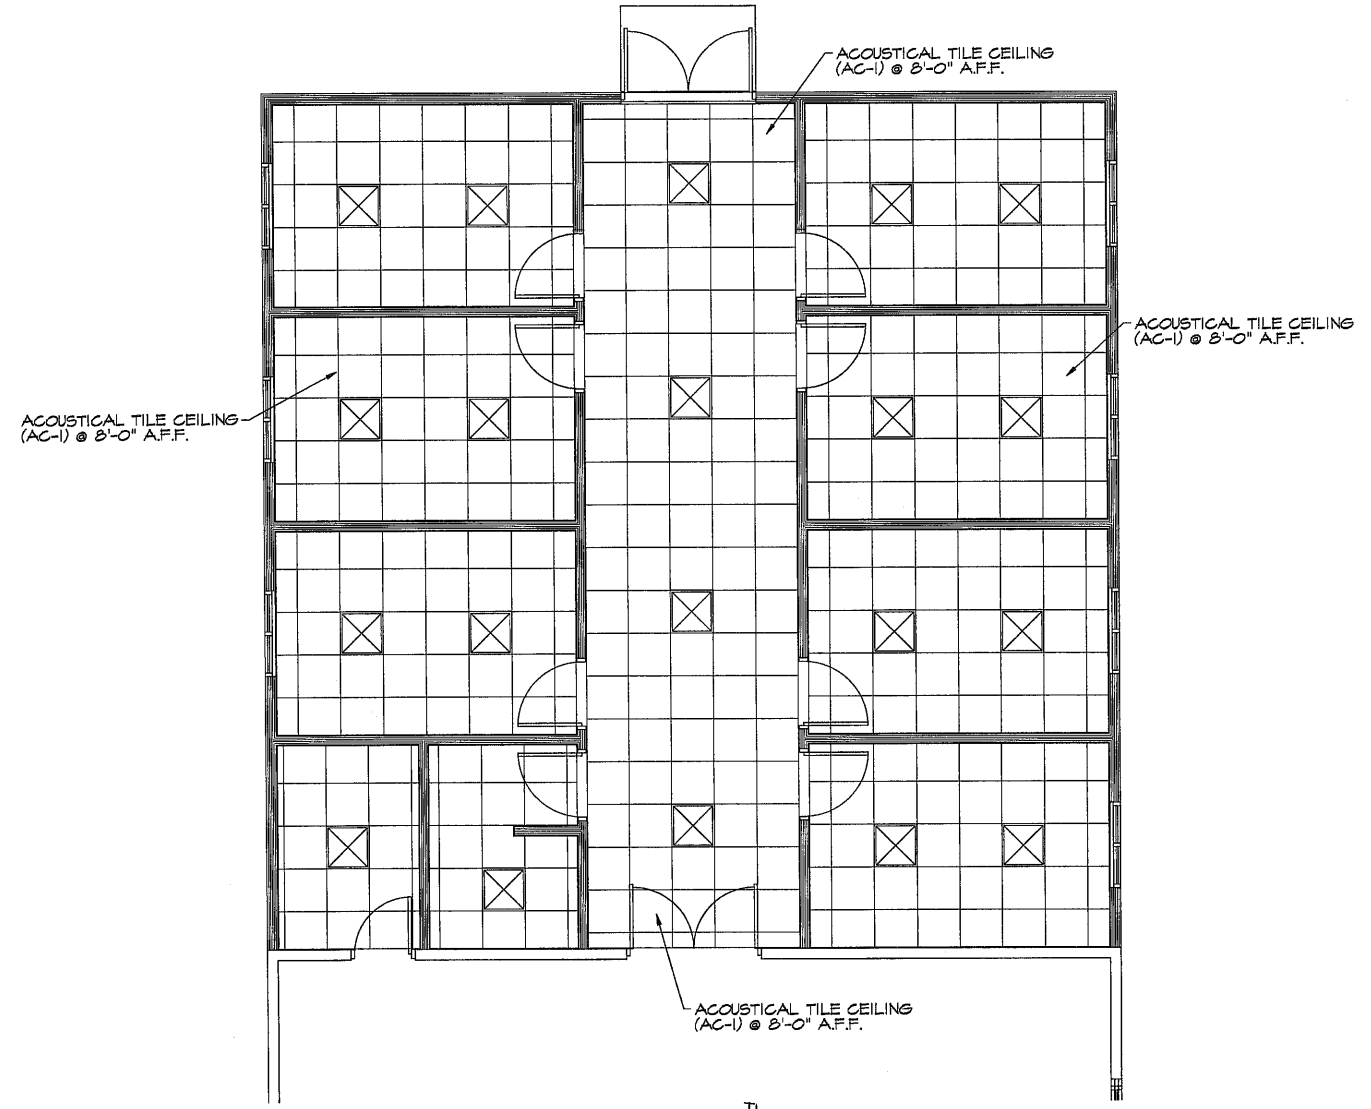 ACOUSTICAL TILE CEILING
(AC-1) @ 8'-0" A.F.F.
ACOUSTICAL TILE CEILING
(AC-1) @ 8'-0" A.F.F.
ACOUSTICAL TILE CEILING
(AC-1) @ 8'-0" A.F.F.
ACOUSTICAL TILE CEILING
(AC-1) @ 8'-0" A.F.F.